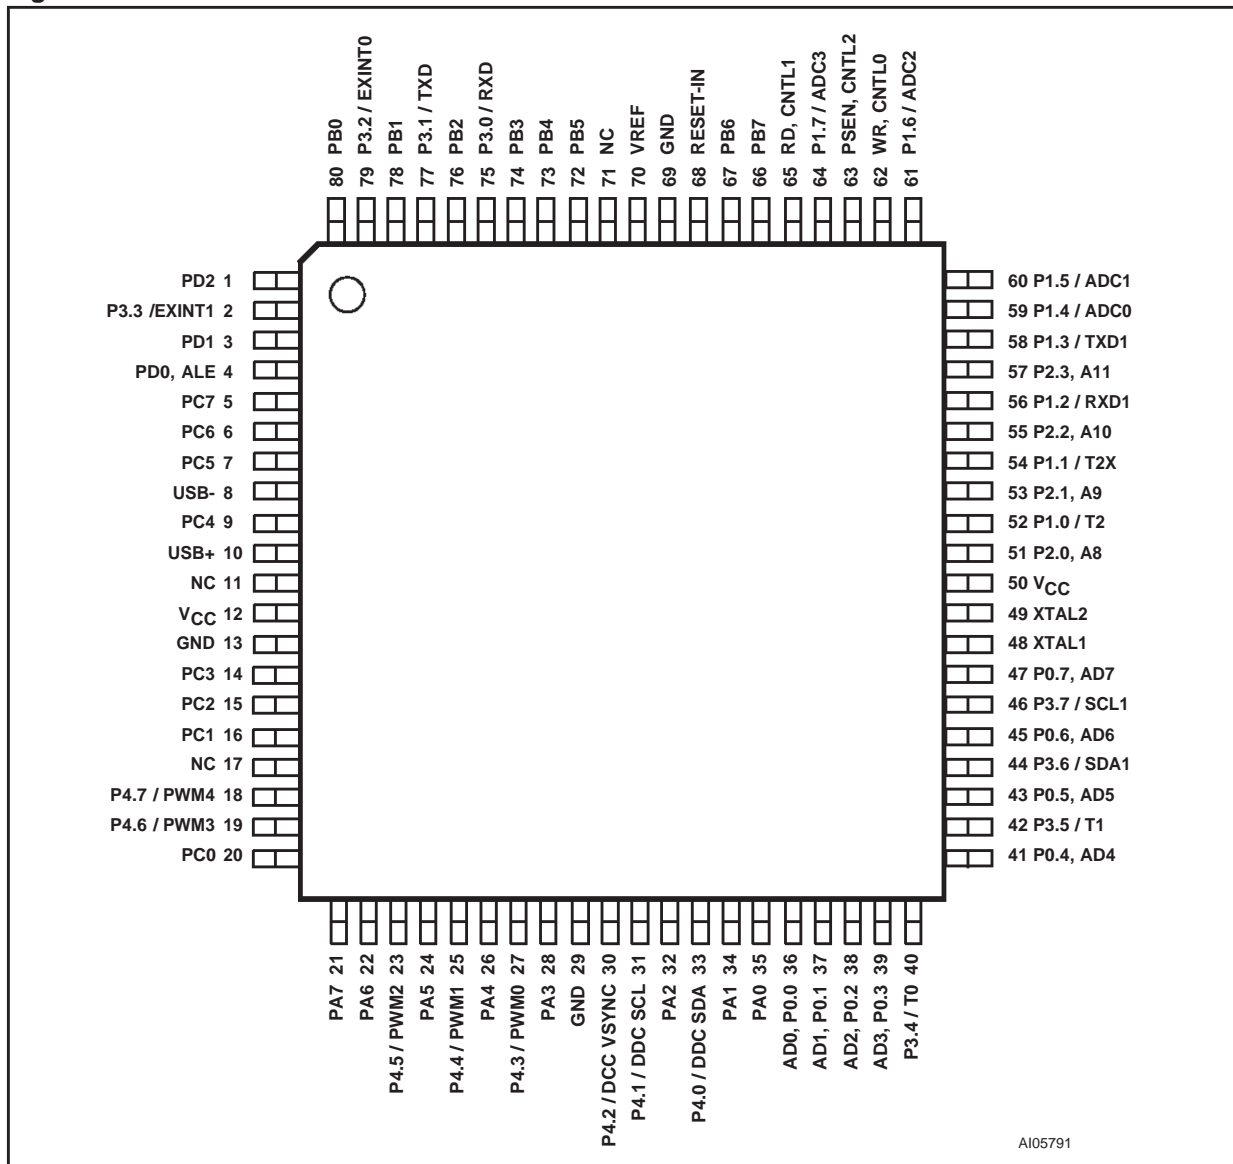 80 PB0
79 P3.2 / EXINT0
78 PB1
77 P3.1 / TXD
76 PB2
75 P3.0 / RXD
74 PB3
73 PB4
72 PB5
71 NC
70 VREF
69 GND
68 RESET-IN
67 PB6
66 PB7
65 RD, CNTL1
64 P1.7 / ADC3
63 PSEN, CNTL2
62 WR, CNTL0
61 P1.6 / ADC2
PD2 1
P3.3 /EXINT1 2
PD1 3
PD0, ALE 4
PC7 5
PC6 6
PC5 7
USB- 8
PC4 9
USB+ 10
NC 11
VCC 12
GND 13
PC3 14
PC2 15
PC1 16
NC 17
P4.7 / PWM4 18
P4.6 / PWM3 19
PC0 20
60 P1.5 / ADC1
59 P1.4 / ADC0
58 P1.3 / TXD1
57 P2.3, A11
56 P1.2 / RXD1
55 P2.2, A10
54 P1.1 / T2X
53 P2.1, A9
52 P1.0 / T2
51 P2.0, A8
50 VCC
49 XTAL2
48 XTAL1
47 P0.7, AD7
46 P3.7 / SCL1
45 P0.6, AD6
44 P3.6 / SDA1
43 P0.5, AD5
42 P3.5 / T1
41 P0.4, AD4
PA7 21
PA6 22
P4.5 / PWM2 23
PA5 24
P4.4 / PWM1 25
PA4 26
P4.3 / PWM0 27
PA3 28
GND 29
P4.2 / DCC VSYNC 30
P4.1 / DDC SCL 31
PA2 32
P4.0 / DDC SDA 33
PA1 34
PA0 35
AD0, P0.0 36
AD1, P0.1 37
AD2, P0.2 38
AD3, P0.3 39
P3.4 / T0 40
AI05791